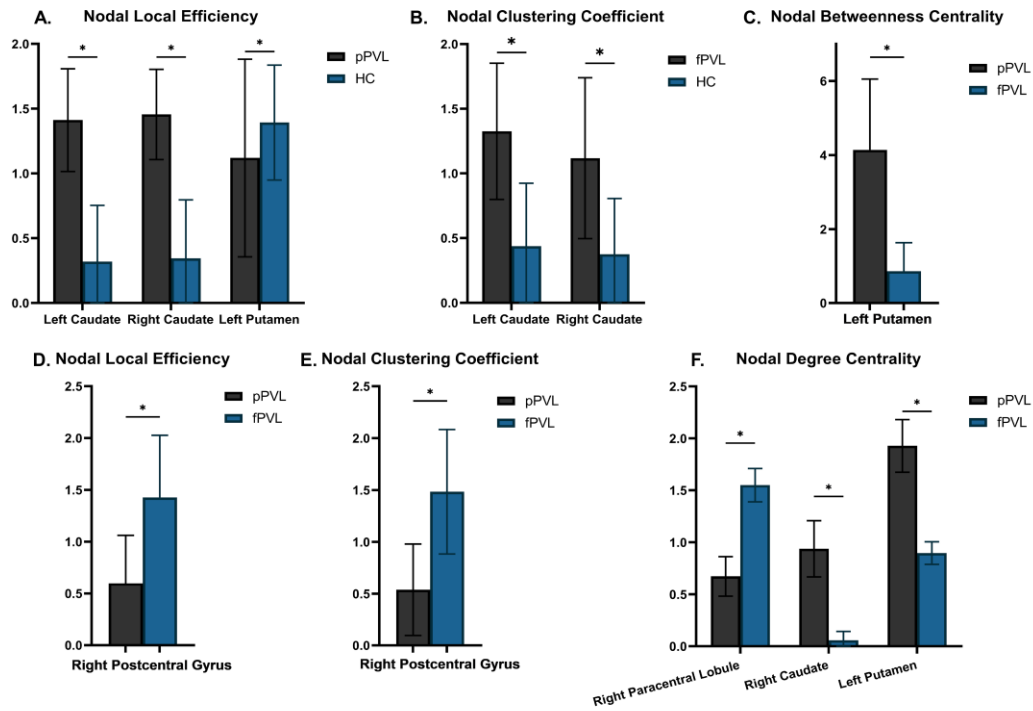 A. Nodal Local Efficiency
2.0
1.5
1.0
0.5
0.0
*
*
*
pPVL
HC
Left Caudate
Right Caudate
Left Putamen
B. Nodal Clustering Coefficient
2.0
1.5
1.0
0.5
0.0
*
*
fPVL
HC
Left Caudate
Right Caudate
C. Nodal Betweenness Centrality
6
4
2
0
*
pPVL
fPVL
Left Putamen
D. Nodal Local Efficiency
2.5
2.0
1.5
1.0
0.5
0.0
*
pPVL
fPVL
Right Postcentral Gyrus
E. Nodal Clustering Coefficient
2.5
2.0
1.5
1.0
0.5
0.0
*
pPVL
fPVL
Right Postcentral Gyrus
F. Nodal Degree Centrality
2.5
2.0
1.5
1.0
0.5
0.0
*
*
*
pPVL
fPVL
Right Paracentral Lobule
Right Caudate
Left Putamen